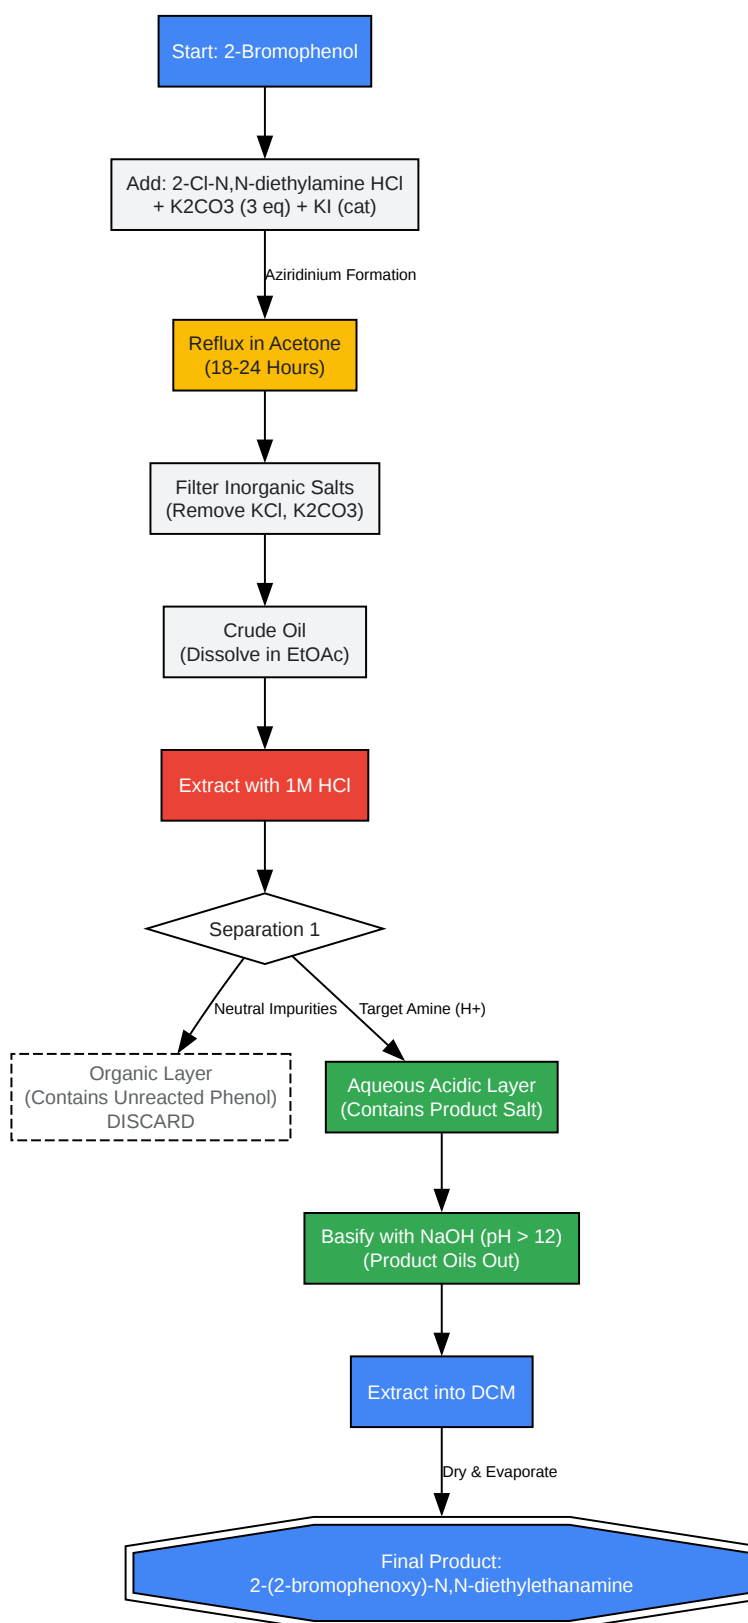 Start: 2-Bromophenol
Add: 2-Cl-N,N-diethylamine HCl
+ K2CO3 (3 eq) + KI (cat)
Aziridinium Formation
Reflux in Acetone
(18-24 Hours)
Filter Inorganic Salts
(Remove KCl, K2CO3)
Crude Oil
(Dissolve in EtOAc)
Extract with 1M HCl
Separation 1
Neutral Impurities
Target Amine (H+)
Organic Layer
(Contains Unreacted Phenol)
DISCARD
Aqueous Acidic Layer
(Contains Product Salt)
Basify with NaOH (pH > 12)
(Product Oils Out)
Extract into DCM
Dry & Evaporate
Final Product:
2-(2-bromophenoxy)-N,N-diethylethanamine